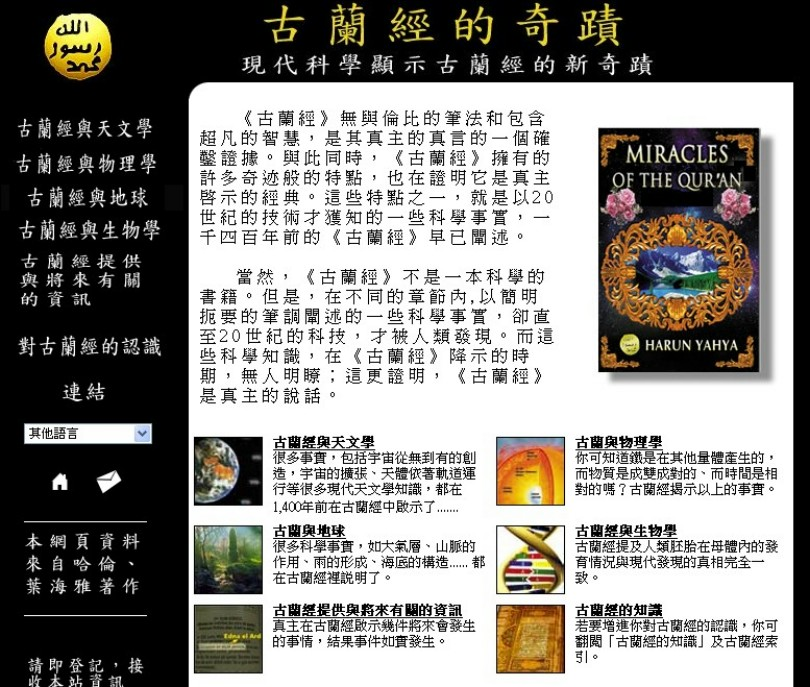 الله
رسول
محمد
古蘭經的奇蹟
現代科學顯示古蘭經的新奇蹟
古蘭經與天文學
古蘭經與物理學
古蘭經與地球
古蘭經與生物學
古蘭經提供
與將來有關
的資訊
對古蘭經的認識
連結
其他語言
本網頁資料
來自哈倫、
葉海雅著作
請即登記，接
收本站資訊
《古蘭經》無與倫比的筆法和包含
超凡的智慧，是其真主的真言的一個確
鑿證據。與此同時，《古蘭經》擁有的
許多奇迹般的特點，也在證明它是真主
啓示的經典。這些特點之一，就是以20
世紀的技術才獲知的一些科學事實，一
千四百年前的《古蘭經》早已闡述。
當然，《古蘭經》不是一本科學的
書籍。但是，在不同的章節內,以簡明
扼要的筆調闡述的一些科學事實，卻直
至20世紀的科技，才被人類發現。而這
些科學知識，在《古蘭經》降示的時
期，無人明瞭；這更證明，《古蘭經》
是真主的說話。
MIRACLES
OF THE QUR'AN
HARUN YAHYA
古蘭經與天文學
很多事實，包括宇宙從無到有的創
造，宇宙的擴張、天體依著軌道運
行等很多現代天文學知識，都在
1,400年前在古蘭經中啟示了.......
古蘭與物理學
你可知道鐵是在其他量體產生的，
而物質是成雙成對的、而時間是相
對的嗎？古蘭經揭示以上的事實。
古蘭與地球
很多科學事實，如大氣層、山脈的
作用、雨的形成、海底的構造...... 都
在古蘭經裡說明了。
古蘭經與生物學
古蘭經提及人類胚胎在母體內的發
育情況與現代發現的真相完全一
致。
古蘭經提供與將來有關的資訊
真主在古蘭經啟示幾件將來會發生
的事情，結果事件如實發生。
古蘭經的知識
若要增進你對古蘭經的認識，你可
翻閱「古蘭經的知識」及古蘭經索
引。